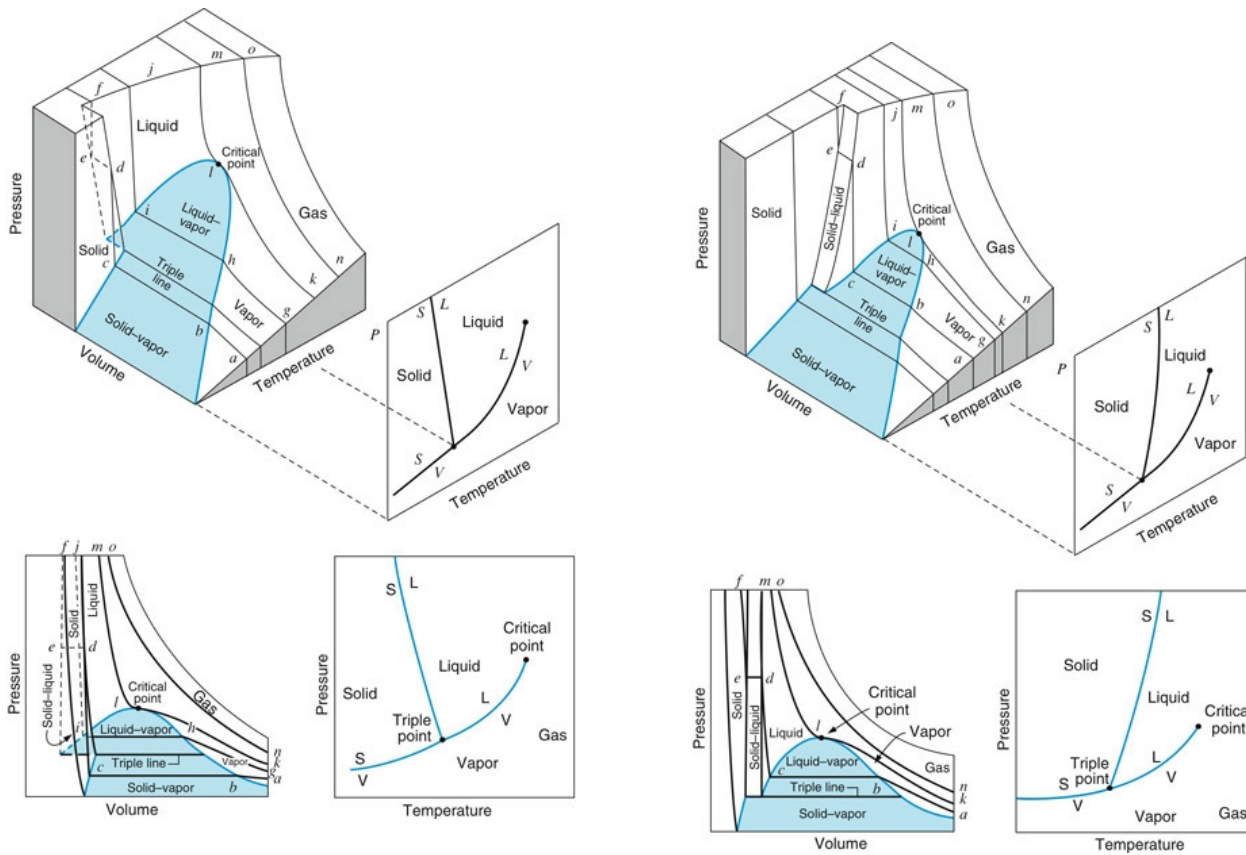 m
o
j
f
Liquid
e
d
Critical
point
l
Liquid–
vapor
Gas
i
h
n
Solid
k
c
Triple
line
Vapor
g
b
Solid–vapor
a
Pressure
Volume
Temperature
P
S
L
Liquid
L
V
Solid
Vapor
S
V
Temperature
f
o
j
m
e
d
Solid
Solid–liquid
Critical
point
i
l
Gas
Liquid–
vapor
h
c
n
Triple
line
b
Vapor
k
g
a
Solid–vapor
Pressure
Volume
Temperature
P
S
L
Liquid
L
V
Solid
Vapor
S
V
Temperature
f
j
m
o
Solid
Liquid
e
d
Solid–liquid
Critical
point
l
Gas
i
Liquid–vapor
h
n
Vapor
k
Triple line
g
c
a
Solid–vapor
b
Pressure
Volume
S
L
Critical
point
Liquid
Solid
L
Triple
point
V
Gas
S
V
Vapor
Pressure
Temperature
f
m
o
e
d
Solid
Solid–liquid
Liquid
l
Critical
point
Vapor
Liquid–vapor
Gas
c
Triple line
b
n
k
a
Solid–vapor
Pressure
Volume
S
L
Solid
Liquid
Critical
point
Triple
point
L
V
S
V
Vapor
Gas
Pressure
Temperature